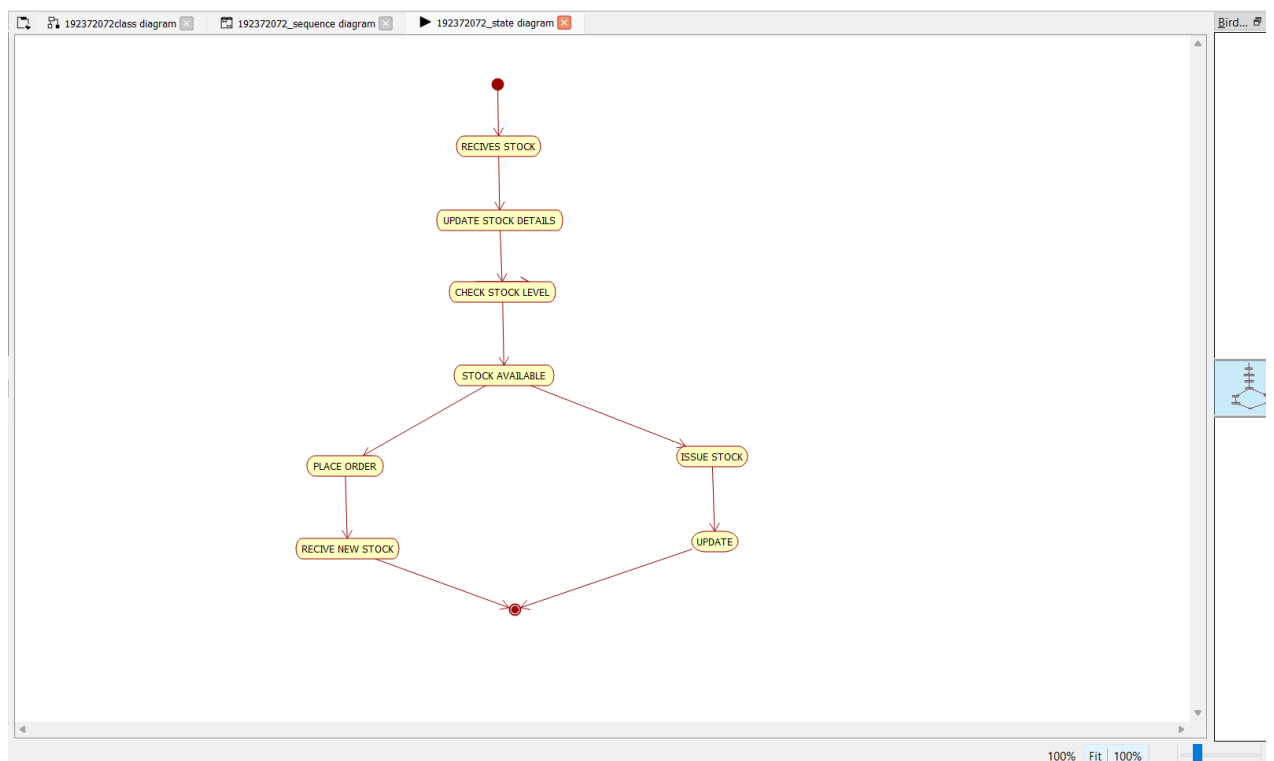 192372072class diagram
192372072_sequence diagram
192372072_state diagram
Bird...
RECIVES STOCK
UPDATE STOCK DETAILS
CHECK STOCK LEVEL
STOCK AVAILABLE
PLACE ORDER
ISSUE STOCK
RECIVE NEW STOCK
UPDATE
100%
Fit
100%